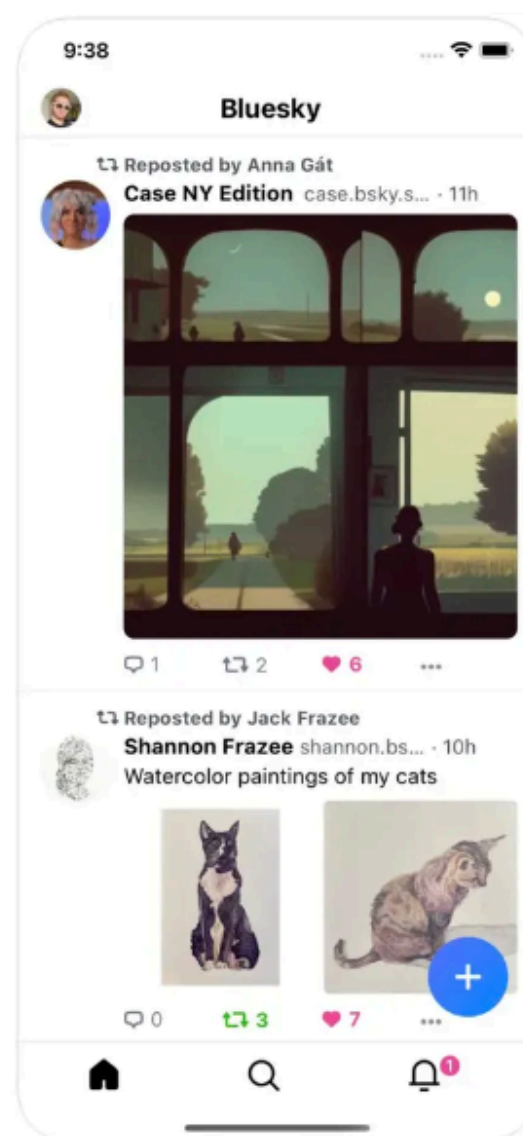 9:38
Bluesky
Reposted by Anna Gát
Case NY Edition case.bsky.s... · 11h
1 2 6
Reposted by Jack Frazee
Shannon Frazee shannon.bs... · 10h
Watercolor paintings of my cats
0 3 7
1